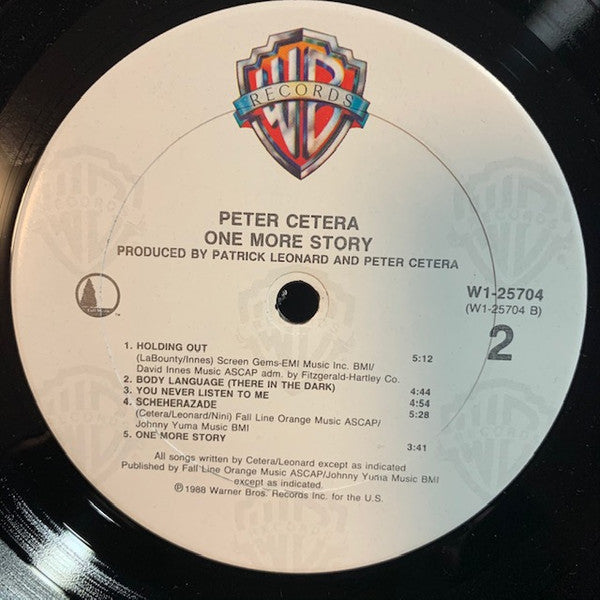 WB
RECORDS
PETER CETERA
ONE MORE STORY
PRODUCED BY PATRICK LEONARD AND PETER CETERA
W1-25704
(W1-25704 B)
2
1. HOLDING OUT 5:12
(LaBounty/Innes) Screen Gems-EMI Music Inc. BMI/
David Innes Music ASCAP adm. by Fitzgerald-Hartley Co.
2. BODY LANGUAGE (THERE IN THE DARK) 4:44
3. YOU NEVER LISTEN TO ME 4:54
4. SCHEHERAZADE 5:28
(Cetera/Leonard/Nini) Fall Line Orange Music ASCAP/
Johnny Yuma Music BMI
5. ONE MORE STORY 3:41
All songs written by Cetera/Leonard except as indicated
Published by Fall Line Orange Music ASCAP/Johnny Yuma Music BMI
except as indicated.
℗1988 Warner Bros. Records Inc. for the U.S.